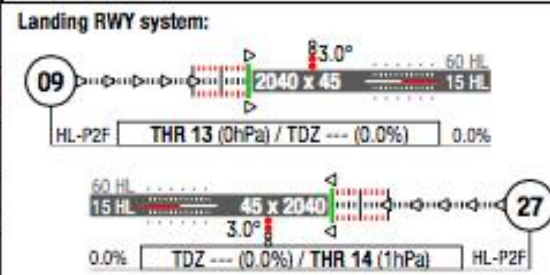 Landing RWY system:
3.0°
60 HL
09
2040 x 45
15 HL
HL-P2F
THR 13 (0hPa) / TDZ --- (0.0%)
0.0%
60 HL
15 HL
45 x 2040
27
3.0°
0.0%
TDZ --- (0.0%) / THR 14 (1hPa)
HL-P2F